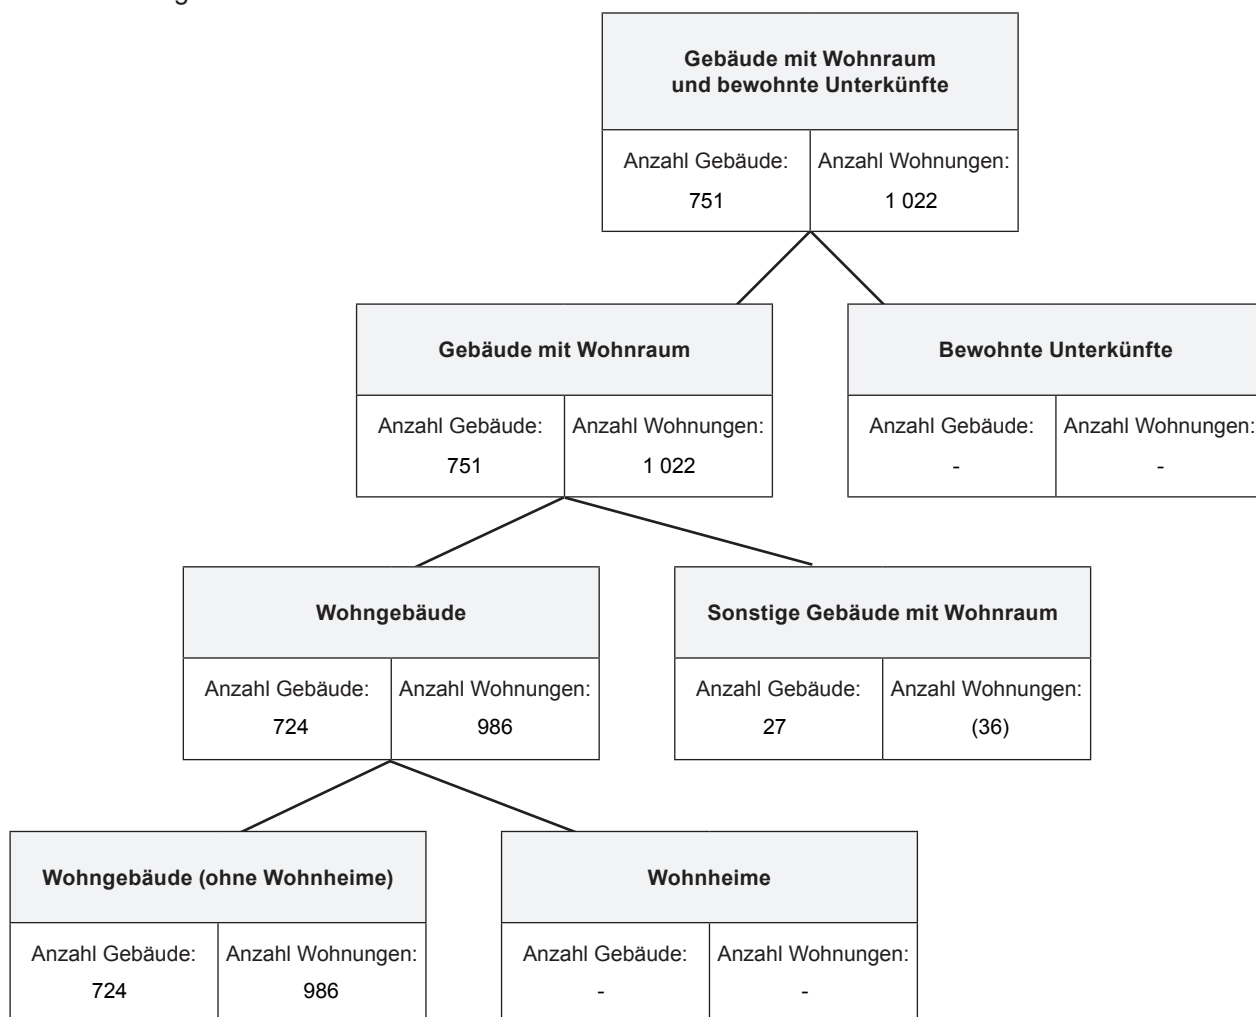 Gebäude mit Wohnraum
und bewohnte Unterkünfte
Anzahl Gebäude: Anzahl Wohnungen:
751 1 022
Gebäude mit Wohnraum
Anzahl Gebäude: Anzahl Wohnungen:
751 1 022
Bewohnte Unterkünfte
Anzahl Gebäude: Anzahl Wohnungen:
- -
Wohngebäude
Anzahl Gebäude: Anzahl Wohnungen:
724 986
Sonstige Gebäude mit Wohnraum
Anzahl Gebäude: Anzahl Wohnungen:
27 (36)
Wohngebäude (ohne Wohnheime)
Anzahl Gebäude: Anzahl Wohnungen:
724 986
Wohnheime
Anzahl Gebäude: Anzahl Wohnungen:
- -